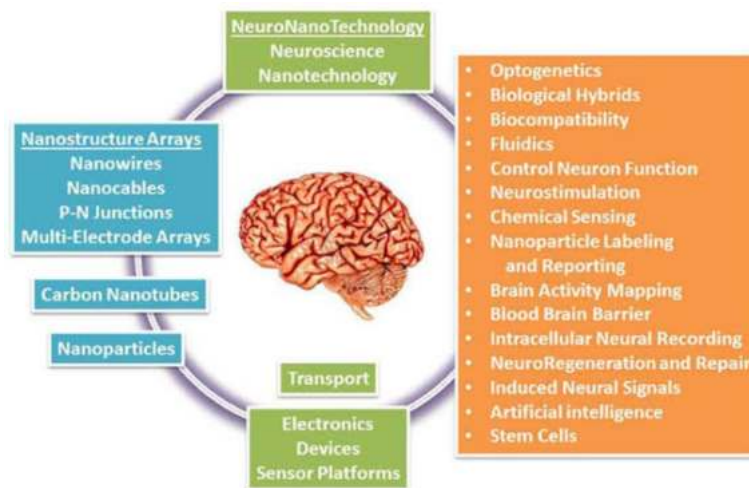 NeuroNanoTechnology
Neuroscience
Nanotechnology
Nanostructure Arrays
Nanowires
Nanocables
P-N Junctions
Multi-Electrode Arrays
Carbon Nanotubes
Nanoparticles
Transport
Electronics
Devices
Sensor Platforms
• Optogenetics
• Biological Hybrids
• Biocompatibility
• Fluidics
• Control Neuron Function
• Neurostimulation
• Chemical Sensing
• Nanoparticle Labeling
and Reporting
• Brain Activity Mapping
• Blood Brain Barrier
• Intracellular Neural Recording
• NeuroRegeneration and Repair
• Induced Neural Signals
• Artificial intelligence
• Stem Cells